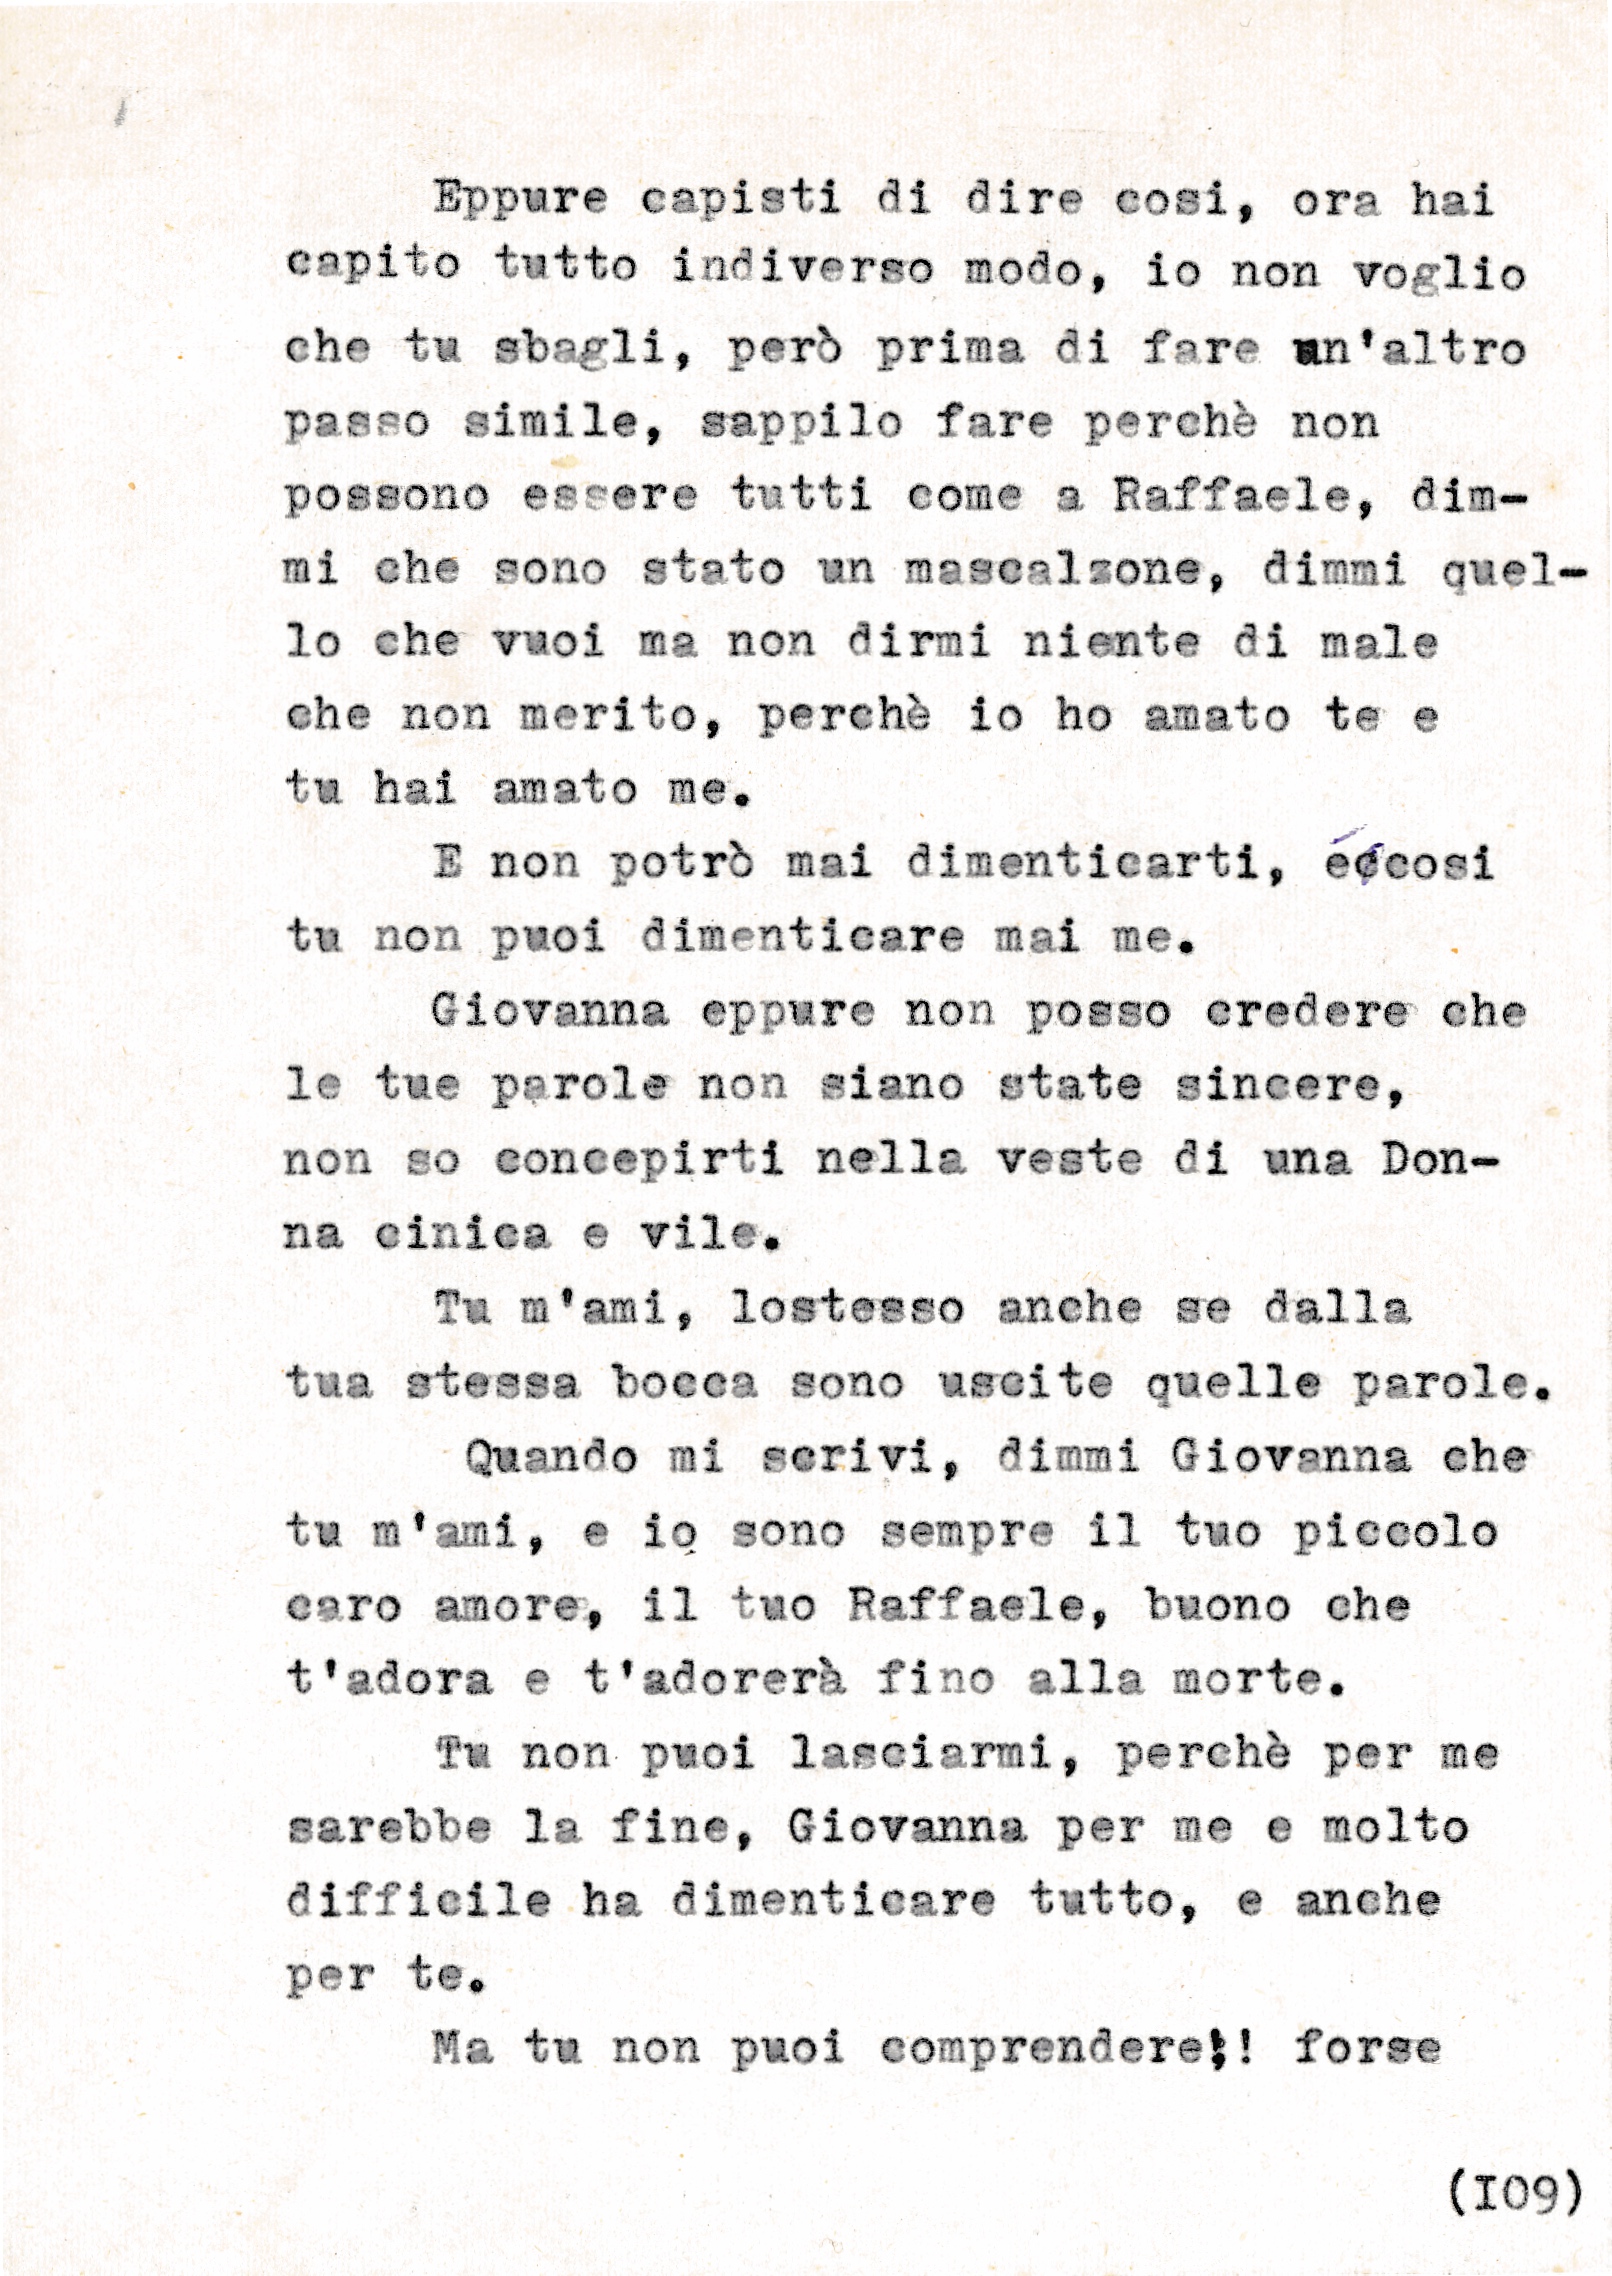 Eppure capisti di dire cosi, ora hai
capito tutto indiverso modo, io non voglio
che tu sbagli, però prima di fare un'altro
passo simile, sappilo fare perchè non
possono essere tutti come a Raffaele, dim-
mi che sono stato un mascalzone, dimmi quel-
lo che vuoi ma non dirmi niente di male
che non merito, perchè io ho amato te e
tu hai amato me.
E non potrò mai dimenticarti, éccosi
tu non puoi dimenticare mai me.
Giovanna eppure non posso credere che
le tue parole non siano state sincere,
non so concepirti nella veste di una Don-
na cinica e vile.
Tu m'ami, lostesso anche se dalla
tua stessa bocca sono uscite quelle parole.
Quando mi scrivi, dimmi Giovanna che
tu m'ami, e io sono sempre il tuo piccolo
caro amore, il tuo Raffaele, buono che
t'adora e t'adorerà fino alla morte.
Tu non puoi lasciarmi, perchè per me
sarebbe la fine, Giovanna per me e molto
difficile ha dimenticare tutto, e anche
per te.
Ma tu non puoi comprendere!! forse
(I09)